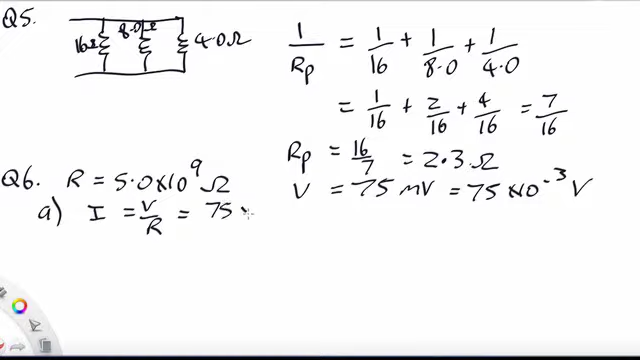 Q5.
16Ω 8.0Ω 4.0Ω
1/Rp = 1/16 + 1/8.0 + 1/4.0
= 1/16 + 2/16 + 4/16 = 7/16
Rp = 16/7 = 2.3 Ω
Q6. R = 5.0×10⁹ Ω V = 75 mV = 75 ×10⁻³ V
a) I = V/R = 75 ×